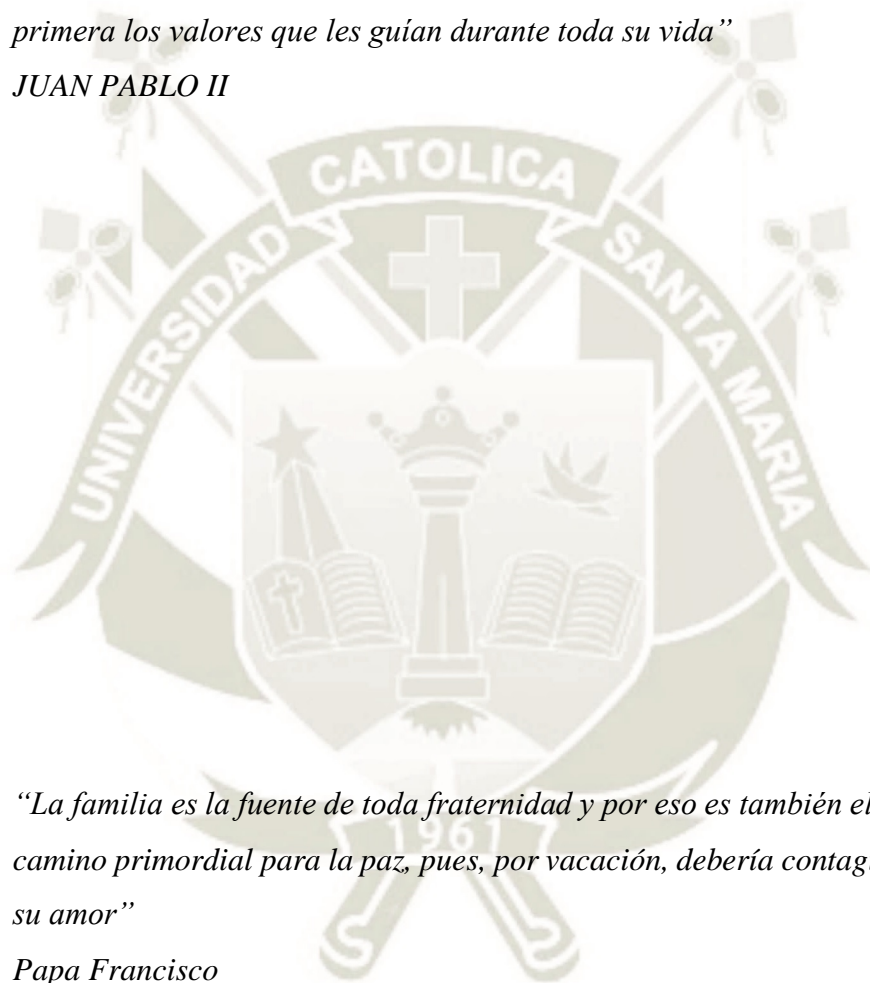 primera los valores que les guían durante toda su vida”
JUAN PABLO II
CATOLICA
UNIVERSIDAD
SANTA MARIA
“La familia es la fuente de toda fraternidad y por eso es también el
1961
camino primordial para la paz, pues, por vacación, debería contag
su amor”
Papa Francisco